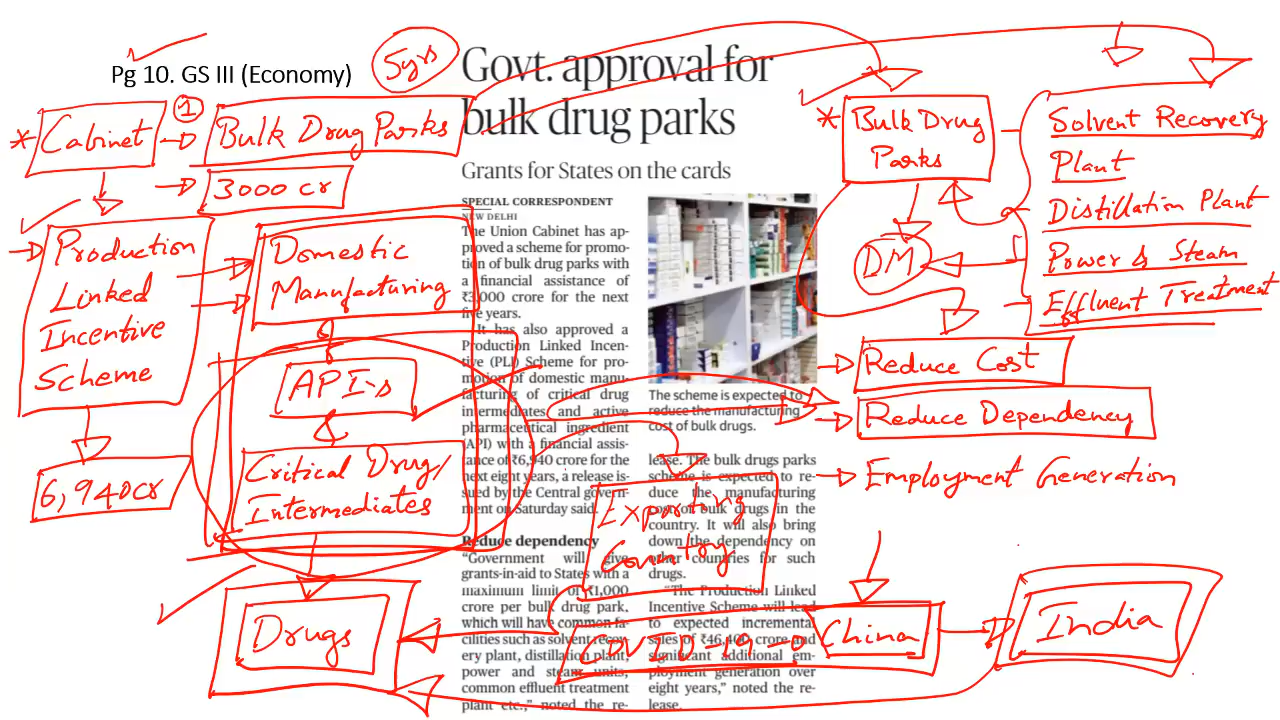 Pg 10. GS III (Economy)
5yrs
Govt. approval for
bulk drug parks
Grants for States on the cards
SPECIAL CORRESPONDENT
NEW DELHI
The Union Cabinet has ap-
proved a scheme for promo-
tion of bulk drug parks with
a financial assistance of
₹3,000 crore for the next
five years.
It has also approved a
Production Linked Incen-
tive (PLI) Scheme for pro-
motion of domestic manu-
facturing of critical drug
intermediates and active
pharmaceutical ingredient
(API) with a financial assis-
tance of ₹6,940 crore for the
next eight years, a release is-
sued by the Central govern-
ment on Saturday said.
Reduce dependency
“Government will give
grants-in-aid to States with a
maximum limit of ₹1,000
crore per bulk drug park,
which will have common fa-
cilities such as solvent recov-
ery plant, distillation plant,
power and steam units,
common effluent treatment
plant etc.,” noted the re-
The scheme is expected to
reduce the manufacturing
cost of bulk drugs.
lease. The bulk drugs parks
scheme is expected to re-
duce the manufacturing
cost of bulk drugs in the
country. It will also bring
down the dependency on
other countries for such
drugs.
“The Production Linked
Incentive Scheme will lead
to expected incremental
sales of ₹46,400 crore and
significant additional em-
ployment generation over
eight years,” noted the re-
lease.
* Cabinet
1
Bulk Drug Parks
3000 cr
Production
Linked
Incentive
Scheme
6,940cr
Domestic
Manufacturing
API-s
Critical Drug/
Intermediates
Drugs
* Bulk Drug
Parks
DM
Solvent Recovery
Plant
Distillation Plant
Power & Steam
Effluent Treatment
Reduce Cost
Reduce Dependency
Employment Generation
Exporting
Country
COVID-19-0
China
India